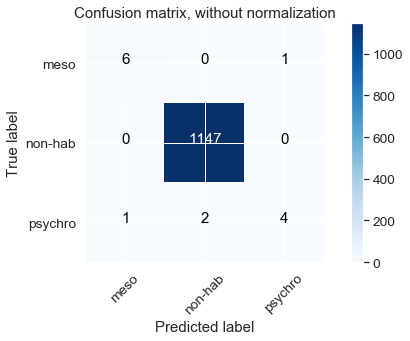 Confusion matrix, without normalization
True label
meso 6 0 1
non-hab 0 1147 0
psychro 1 2 4
meso non-hab psychro
Predicted label
1000
800
600
400
200
0